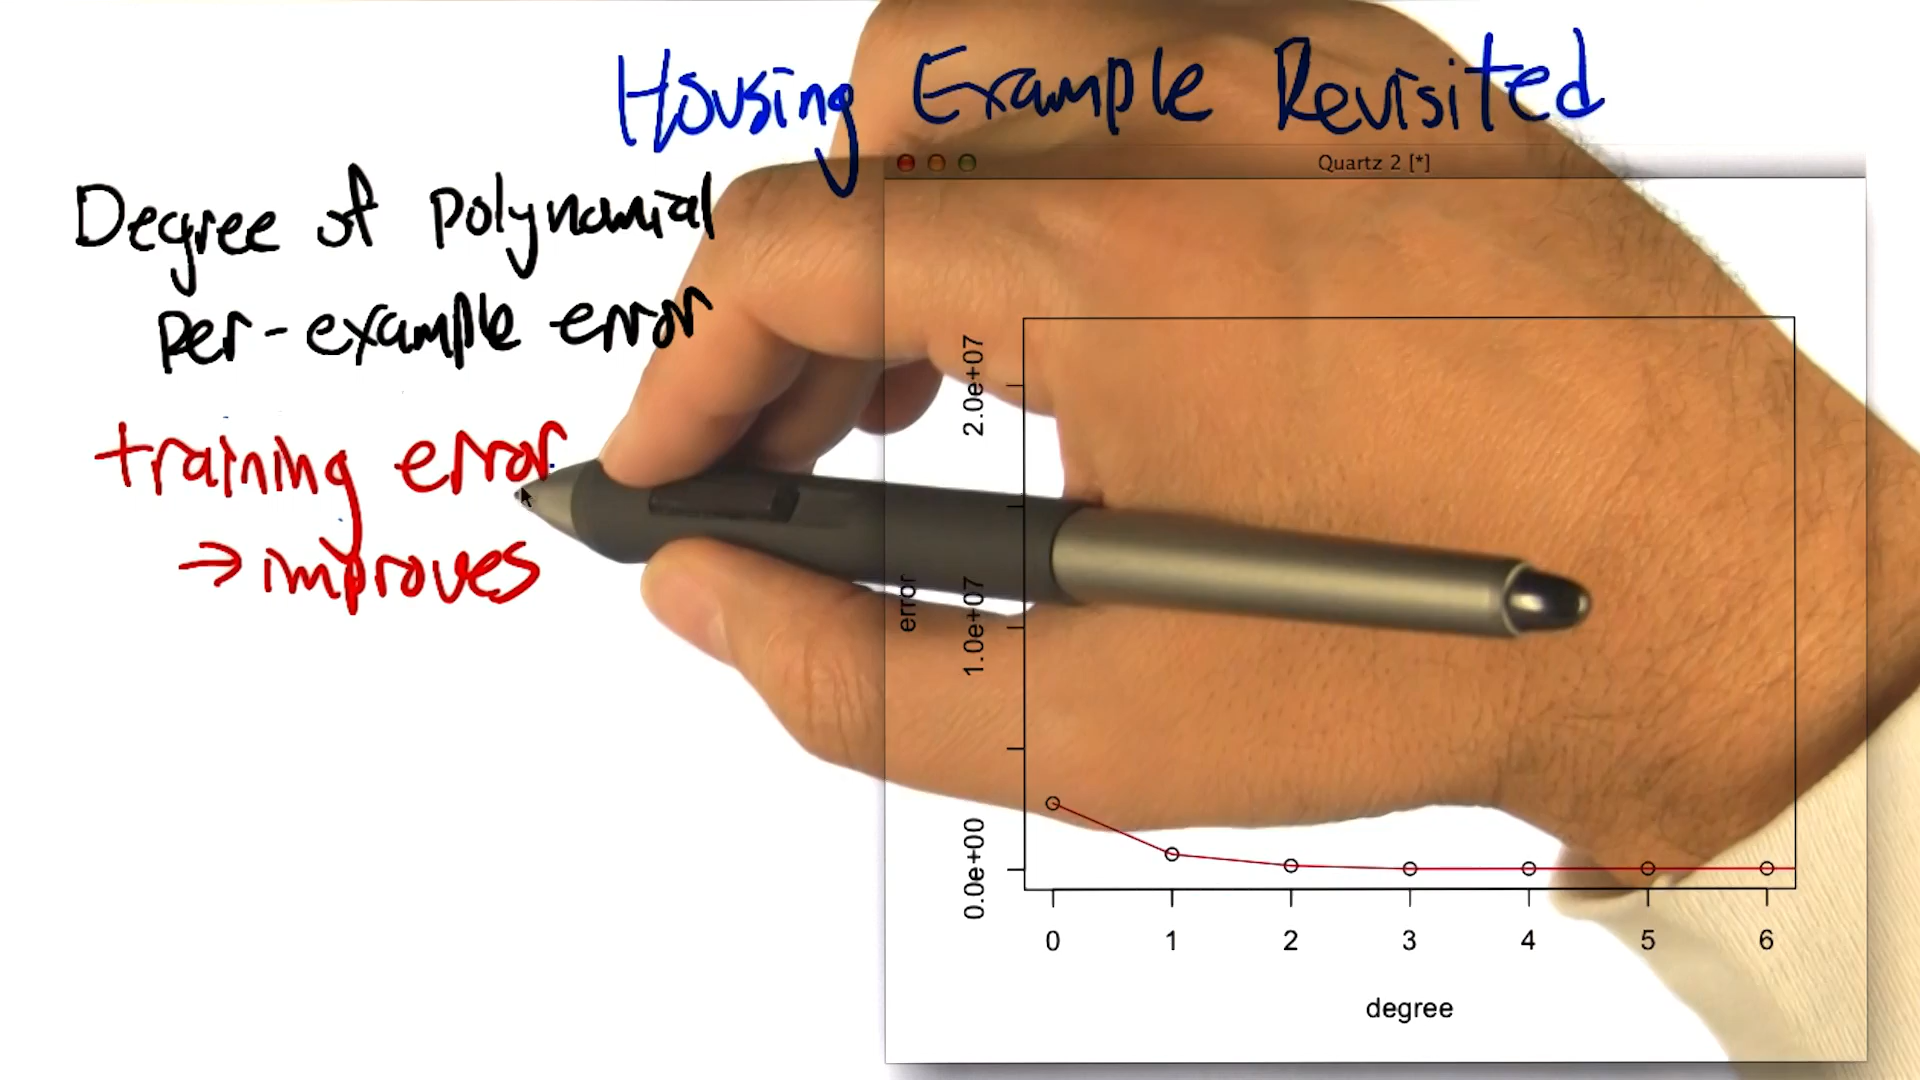 Housing Example Revisited
Degree of polynomial
per-example error
training error
→ improves
Quartz 2 [*]
error
2.0e+07
1.0e+07
0.0e+00
0 1 2 3 4 5 6
degree